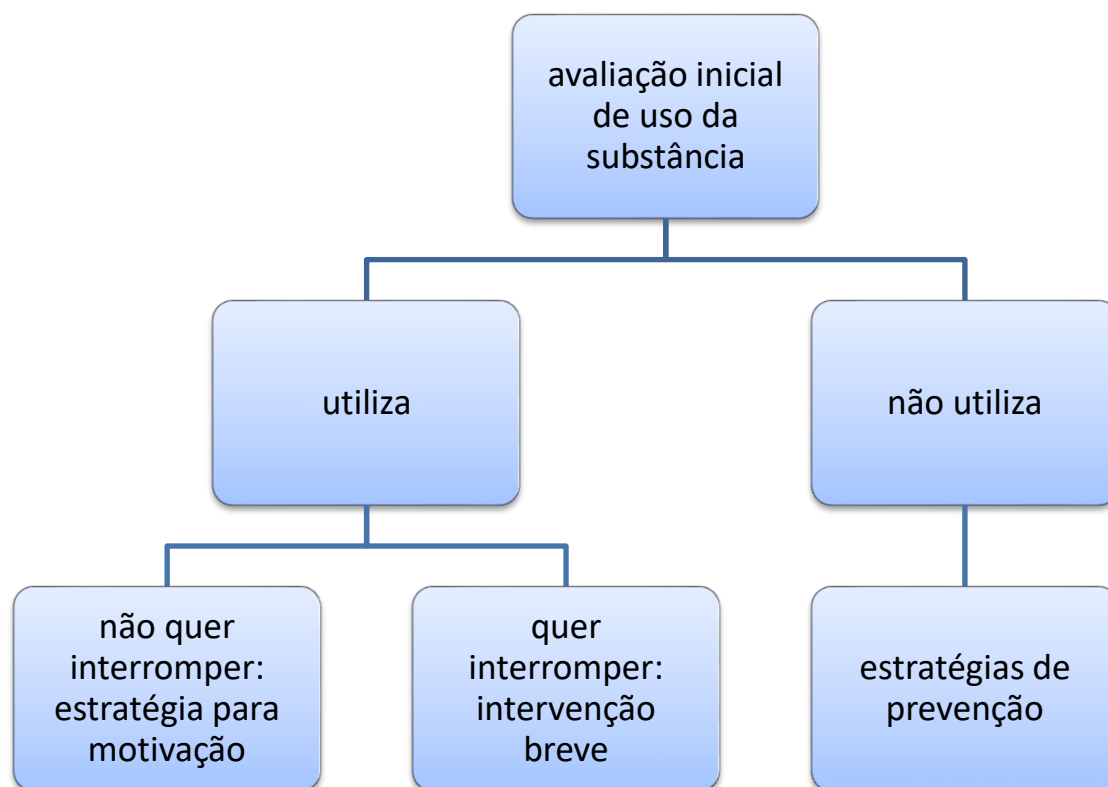 avaliação inicial
de uso da
substância
utiliza
não utiliza
não quer
interromper:
estratégia para
motivação
quer
interromper:
intervenção
breve
estratégias de
prevenção